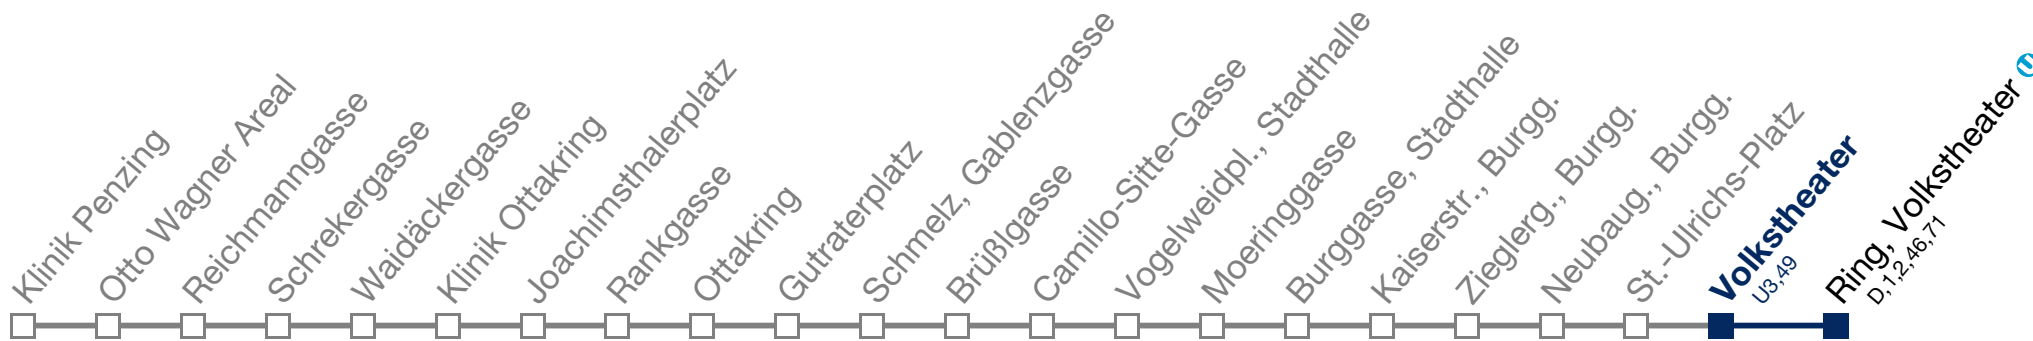 Klinik Penzing
Otto Wagner Areal
Reichmanngasse
Schrekergasse
Waidäckergasse
Klinik Ottakring
Joachimsthalerplatz
Rankgasse
Ottakring
Gutraterplatz
Schmelz, Gablenzgasse
Brüßlgasse
Camillo-Sitte-Gasse
Vogelweidpl., Stadthalle
Moeringgasse
Burggasse, Stadthalle
Kaiserstr., Burgg.
Zieglerg., Burgg.
Neubaug., Burgg.
St.-Ulrichs-Platz
Volkstheater
U3,49
Ring, Volkstheater U
D,1,2,46,71